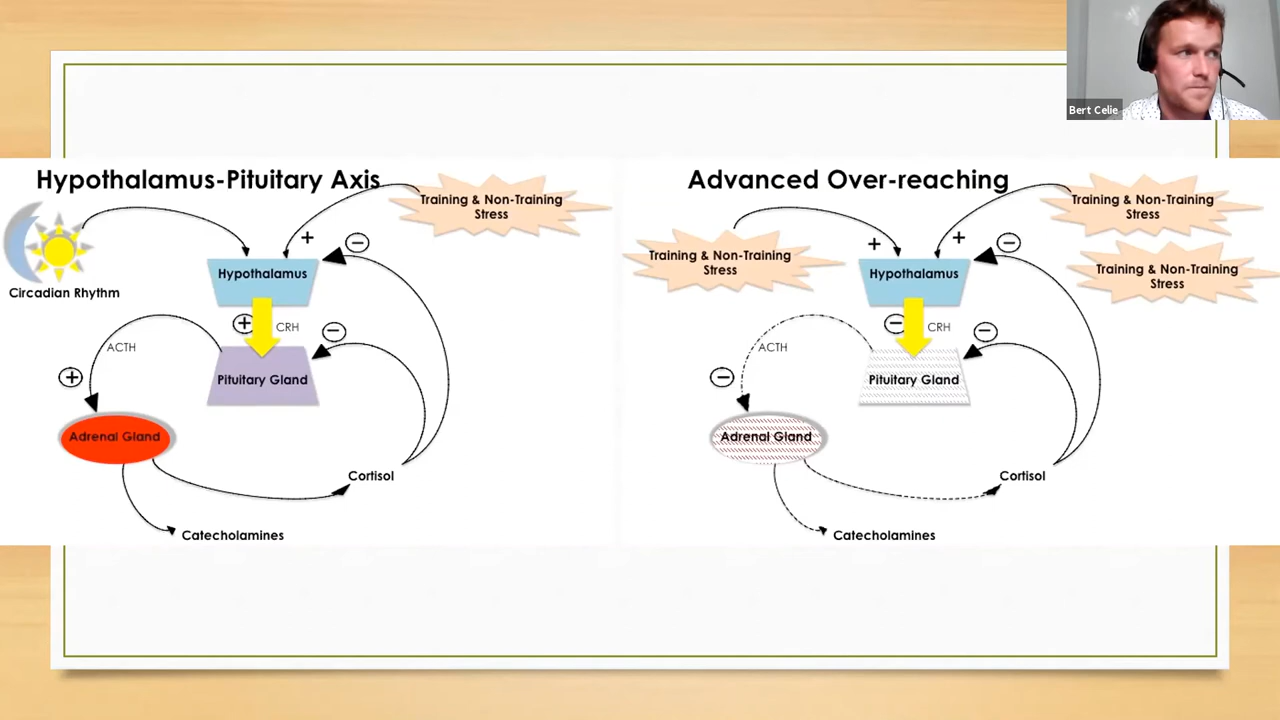 Bert Celie
Hypothalamus-Pituitary Axis
Training & Non-Training
Stress
+
−
Hypothalamus
Circadian Rhythm
+
CRH
−
ACTH
+
Pituitary Gland
Adrenal Gland
Cortisol
Catecholamines
Advanced Over-reaching
Training & Non-Training
Stress
+
+
−
Training & Non-Training
Stress
Hypothalamus
Training & Non-Training
Stress
−
CRH
−
ACTH
−
Pituitary Gland
Adrenal Gland
Cortisol
Catecholamines